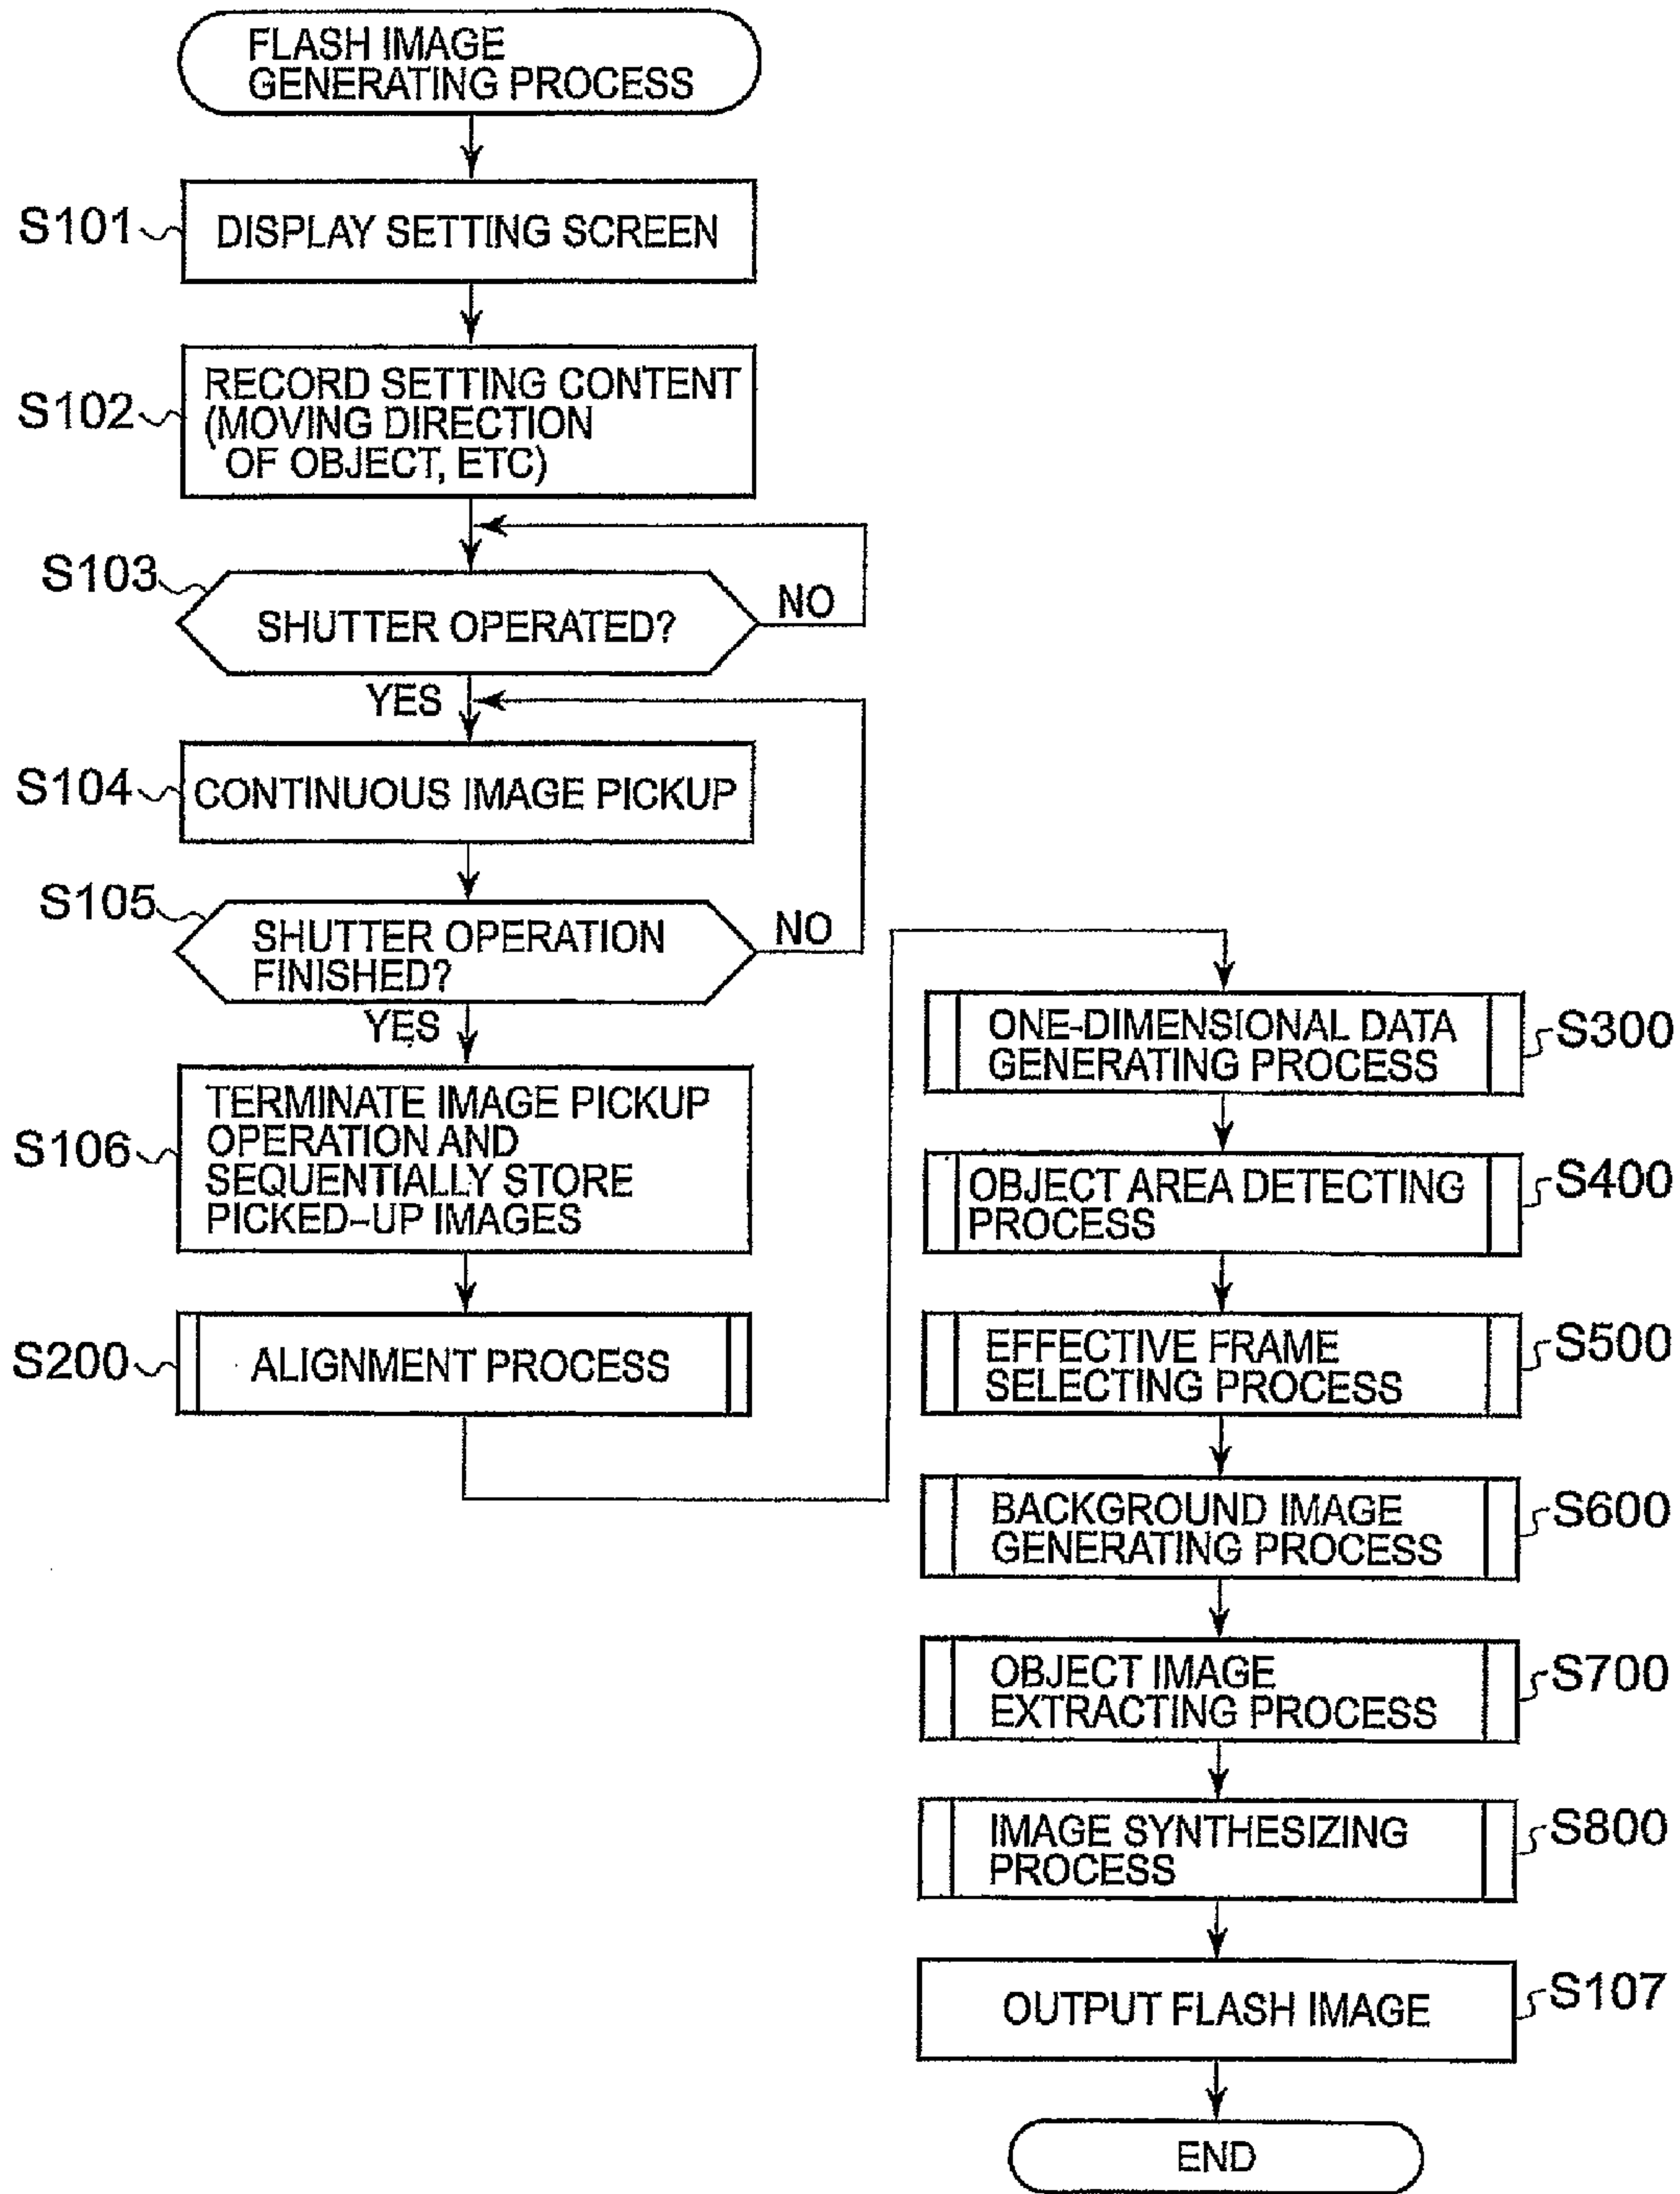 FLASH IMAGE
GENERATING PROCESS
S101
DISPLAY SETTING SCREEN
S102
RECORD SETTING CONTENT
(MOVING DIRECTION
OF OBJECT, ETC)
S103
SHUTTER OPERATED?
NO
YES
S104
CONTINUOUS IMAGE PICKUP
S105
SHUTTER OPERATION
FINISHED?
NO
YES
S106
TERMINATE IMAGE PICKUP
OPERATION AND
SEQUENTIALLY STORE
PICKED-UP IMAGES
S200
ALIGNMENT PROCESS
ONE-DIMENSIONAL DATA
GENERATING PROCESS
S300
OBJECT AREA DETECTING
PROCESS
S400
EFFECTIVE FRAME
SELECTING PROCESS
S500
BACKGROUND IMAGE
GENERATING PROCESS
S600
OBJECT IMAGE
EXTRACTING PROCESS
S700
IMAGE SYNTHESIZING
PROCESS
S800
OUTPUT FLASH IMAGE
S107
END